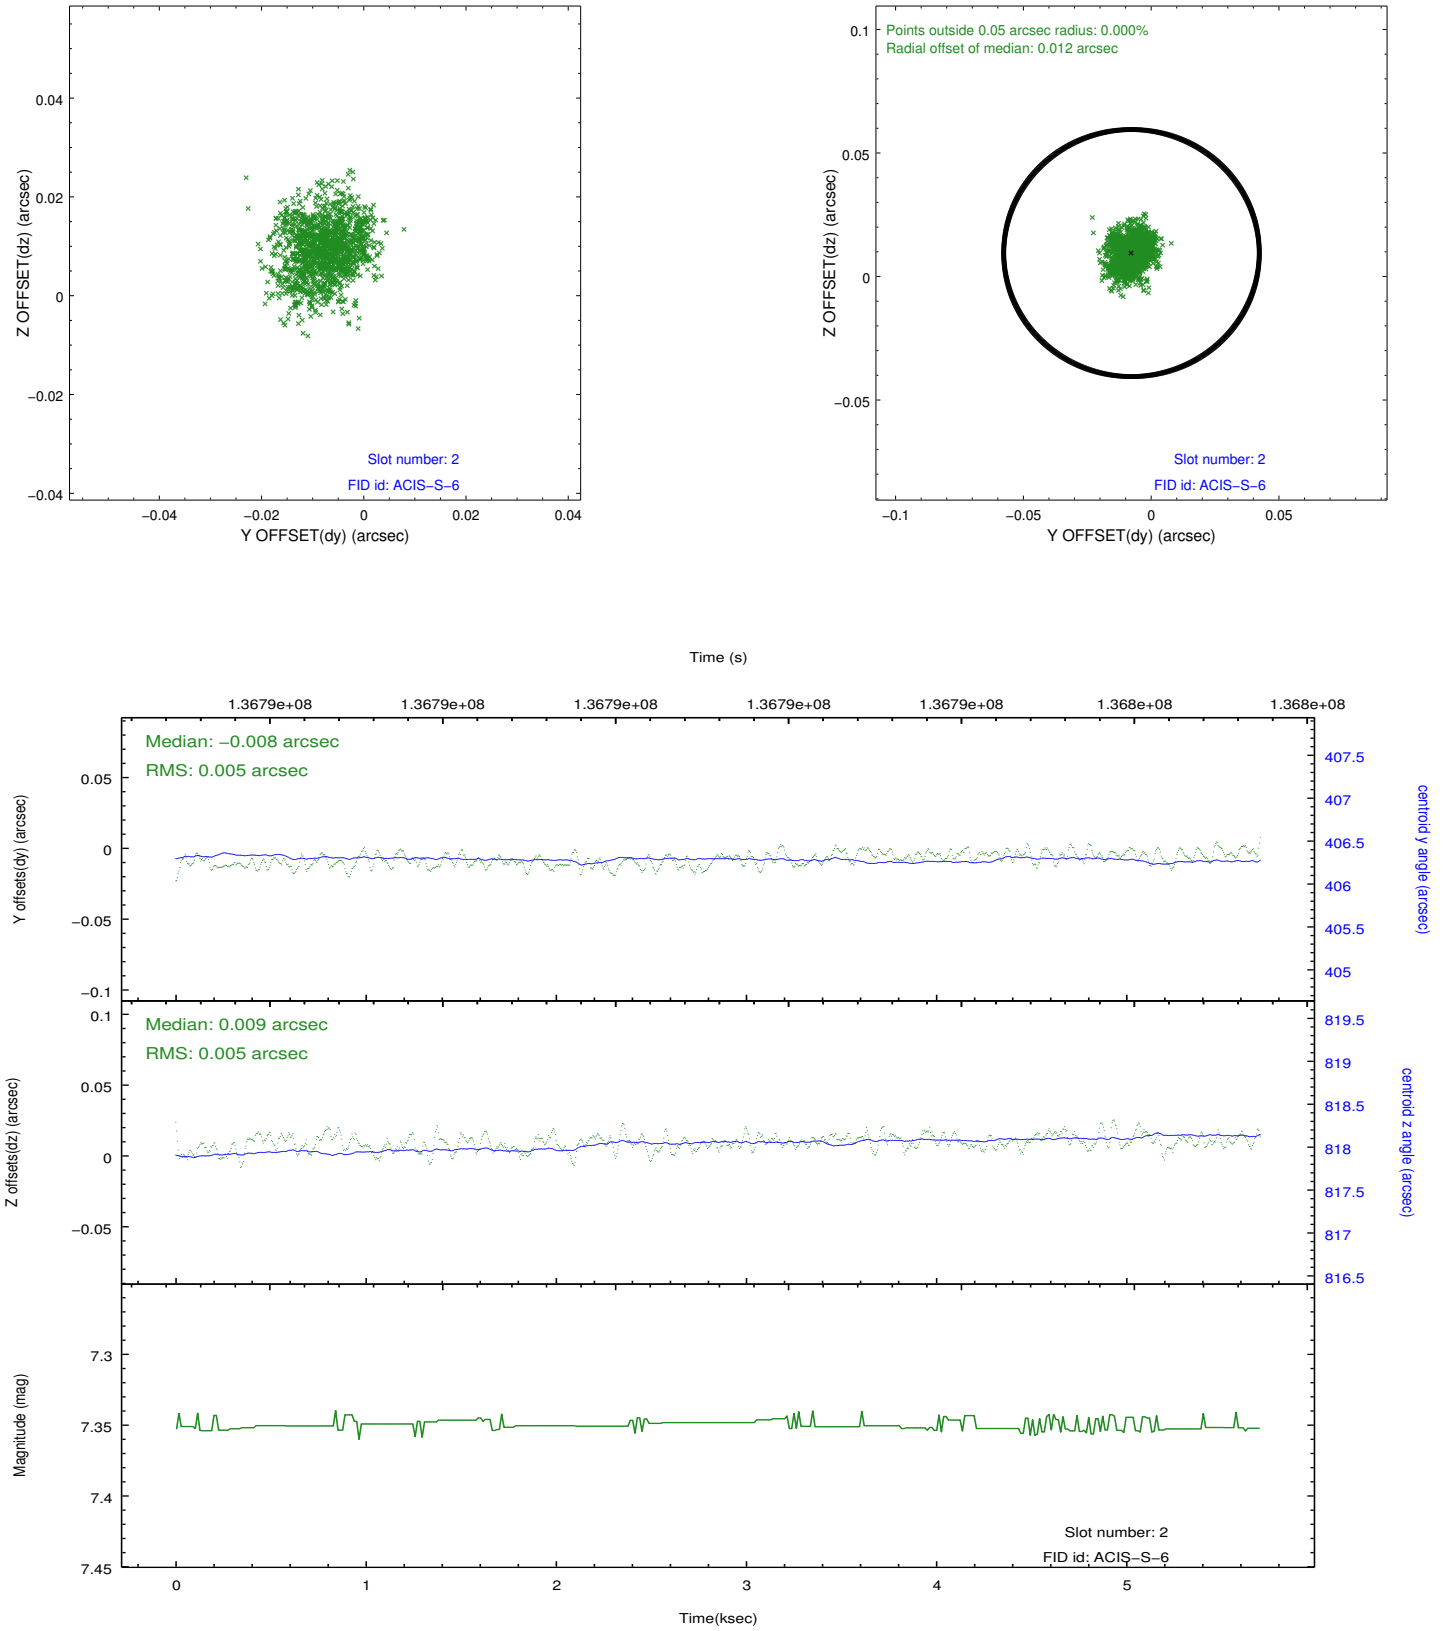 0.04
0.02
0
−0.02
−0.04
Z OFFSET(dz) (arcsec)
Slot number: 2
FID id: ACIS−S−6
−0.04
−0.02
0
0.02
0.04
Y OFFSET(dy) (arcsec)
Points outside 0.05 arcsec radius: 0.000%
Radial offset of median: 0.012 arcsec
0.1
0.05
0
−0.05
Z OFFSET(dz) (arcsec)
Slot number: 2
FID id: ACIS−S−6
−0.1
−0.05
0
0.05
Y OFFSET(dy) (arcsec)
Time (s)
1.3679e+08
1.3679e+08
1.3679e+08
1.3679e+08
1.3679e+08
1.368e+08
1.368e+08
Median: −0.008 arcsec
RMS: 0.005 arcsec
0.05
0
−0.05
−0.1
Y offsets(dy) (arcsec)
407.5
407
406.5
406
405.5
405
centroid y angle (arcsec)
Median: 0.009 arcsec
RMS: 0.005 arcsec
0.1
0.05
0
−0.05
Z offsets(dz) (arcsec)
819.5
819
818.5
818
817.5
817
816.5
centroid z angle (arcsec)
7.3
7.35
7.4
7.45
Magnitude (mag)
Slot number: 2
FID id: ACIS−S−6
0
1
2
3
4
5
Time(ksec)